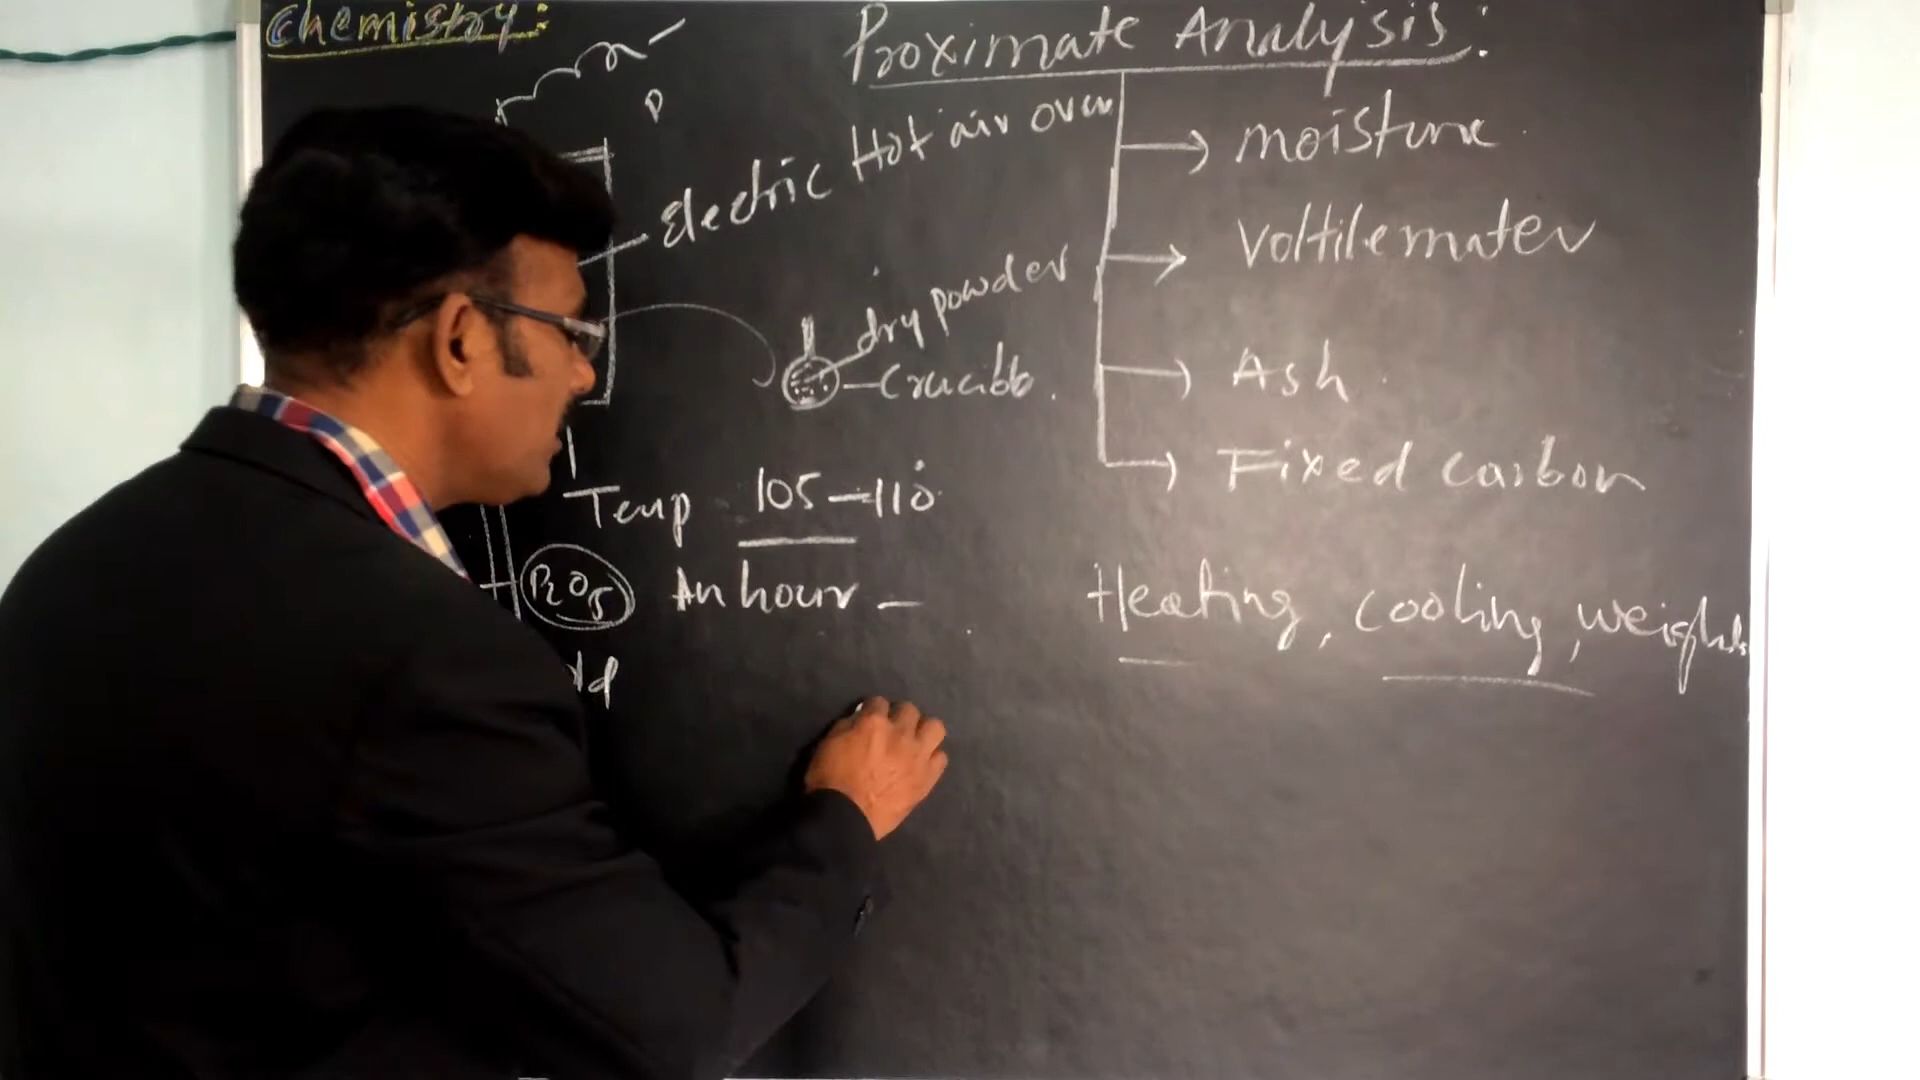 Chemistry:
Proximate Analysis:
Electric Hot air oven
moisture
Voltile mater
dry powder
Crucible.
Ash
Fixed carbon
Temp 105-110
P2O5 An hour -
Heating, cooling, weighs